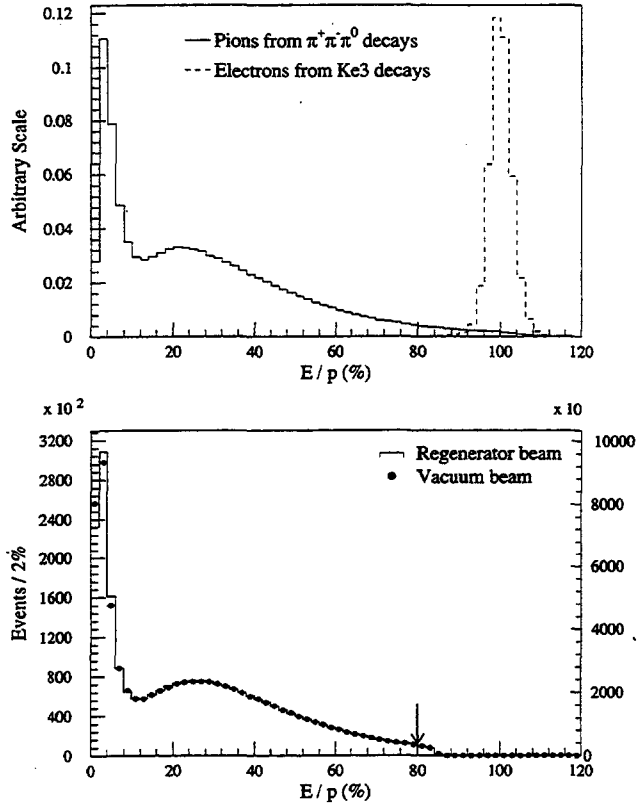 0.12
0.1
0.08
0.06
0.04
0.02
0
Arbitrary Scale
Pions from π⁺π⁻π⁰ decays
Electrons from Ke3 decays
0 20 40 60 80 100 120
E / p (%)
x 10²
x 10
3200
2800
2400
2000
1600
1200
800
400
0
Events / 2%
Regenerator beam
Vacuum beam
10000
8000
6000
4000
2000
0
0 20 40 60 80 100 120
E / p (%)